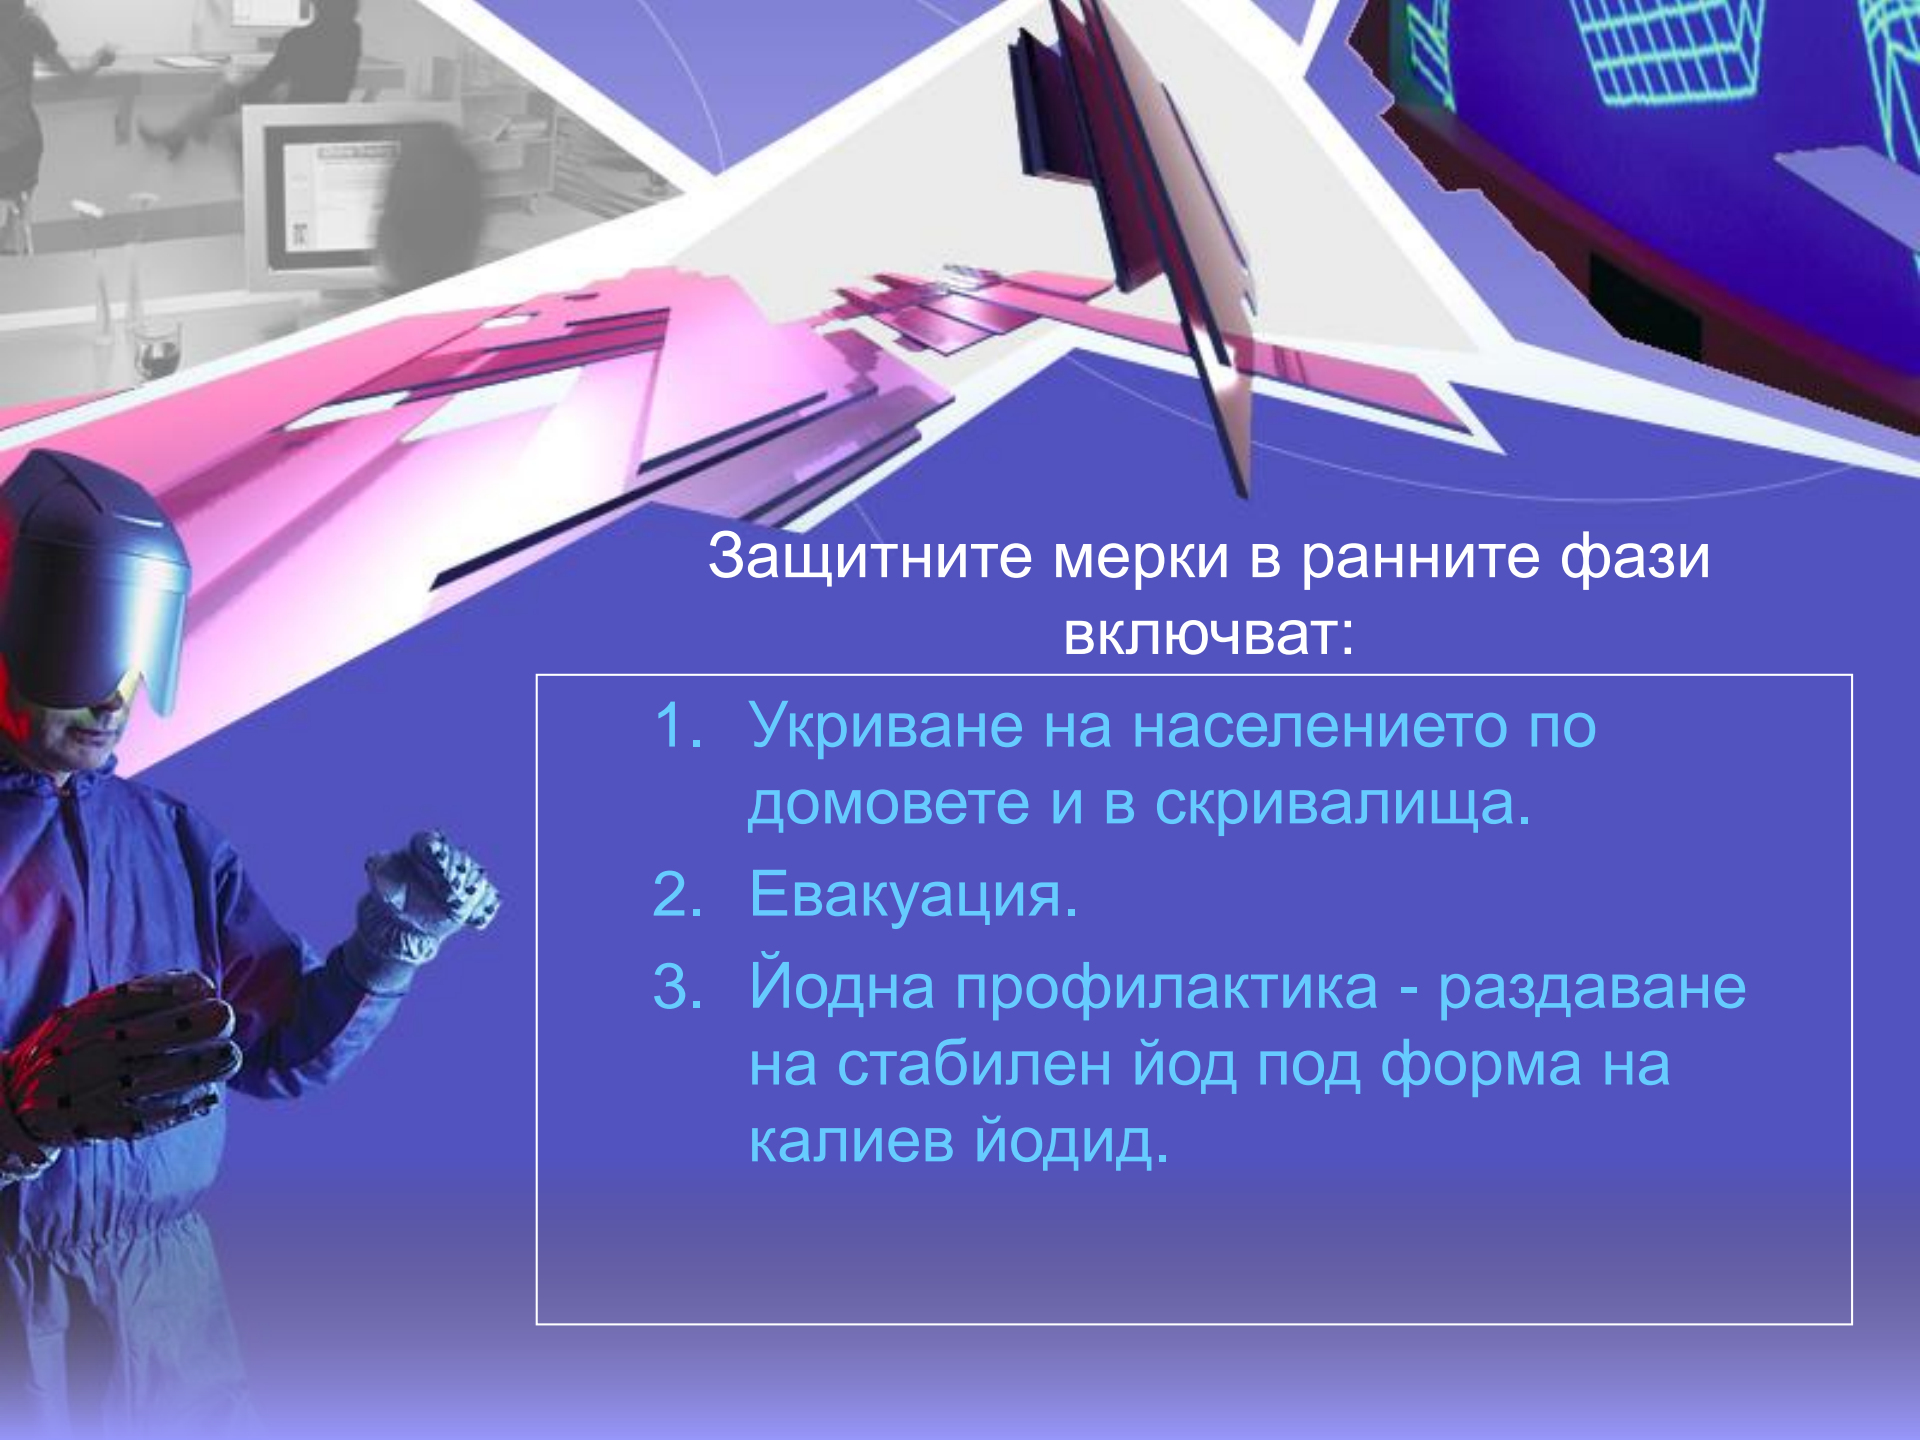 Защитните мерки в ранните фази
включват:
1. Укриване на населението по
домовете и в скривалища.
2. Евакуация.
3. Йодна профилактика - раздаване
на стабилен йод под форма на
калиев йодид.